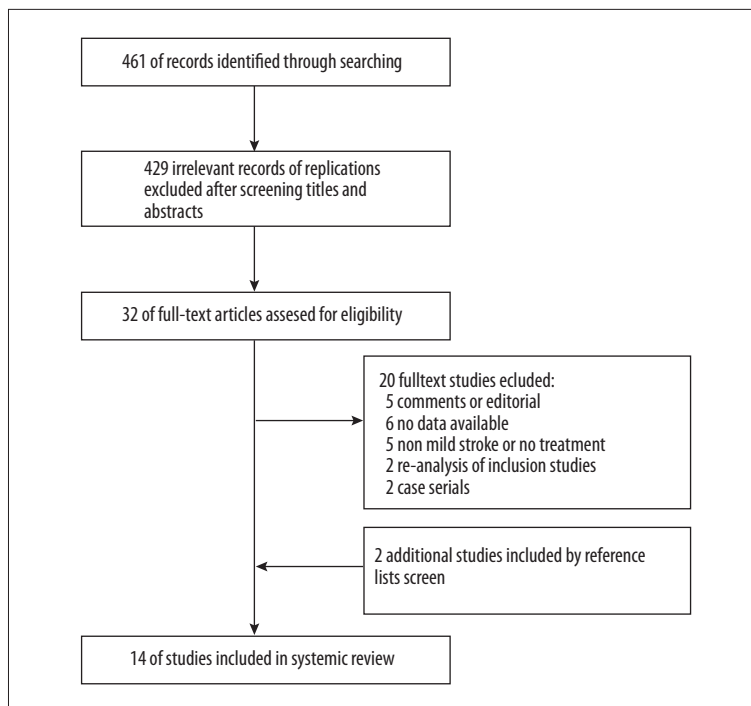 461 of records identified through searching
429 irrelevant records of replications
excluded after screening titles and
abstracts
32 of full-text articles assesed for eligibility
20 fulltext studies ecluded:
5 comments or editorial
6 no data available
5 non mild stroke or no treatment
2 re-analysis of inclusion studies
2 case serials
2 additional studies included by reference
lists screen
14 of studies included in systemic review